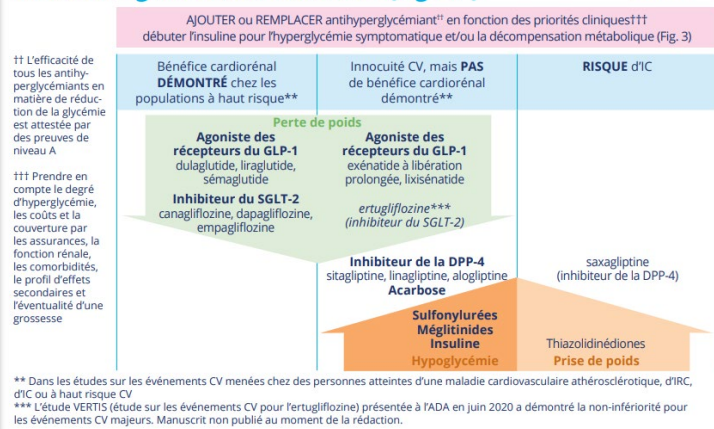 AJOUTER ou REMPLACER antihyperglycémiant†† en fonction des priorités cliniques†††
débuter l’insuline pour l’hyperglycémie symptomatique et/ou la décompensation métabolique (Fig. 3)
†† L’efficacité de
tous les antihy-
perglycémiants en
matière de réduc-
tion de la glycémie
est attestée par
des preuves de
niveau A
††† Prendre en
compte le degré
d’hyperglycémie,
les coûts et la
couverture par
les assurances, la
fonction rénale,
les comorbidités,
le profil d’effets
secondaires et
l’éventualité d’une
grossesse
Bénéfice cardiorénal
DÉMONTRÉ chez les
populations à haut risque**
Innocuité CV, mais PAS
de bénéfice cardiorénal
démontré**
RISQUE d’IC
Perte de poids
Agoniste des
récepteurs du GLP-1
dulaglutide, liraglutide,
sémaglutide
Inhibiteur du SGLT-2
canagliflozine, dapagliflozine,
empagliflozine
Agoniste des
récepteurs du GLP-1
exénatide à libération
prolongée, lixisénatide
ertugliflozine***
(inhibiteur du SGLT-2)
Inhibiteur de la DPP-4
sitagliptine, linagliptine, alogliptine
Acarbose
saxagliptine
(inhibiteur de la DPP-4)
Sulfonylurées
Méglitinides
Insuline
Hypoglycémie
Thiazolidinédiones
Prise de poids
** Dans les études sur les événements CV menées chez des personnes atteintes d’une maladie cardiovasculaire athérosclérotique, d’IRC,
d’IC ou à haut risque CV
*** L’étude VERTIS (étude sur les événements CV pour l’ertugliflozine) présentée à l’ADA en juin 2020 a démontré la non-infériorité pour
les événements CV majeurs. Manuscrit non publié au moment de la rédaction.